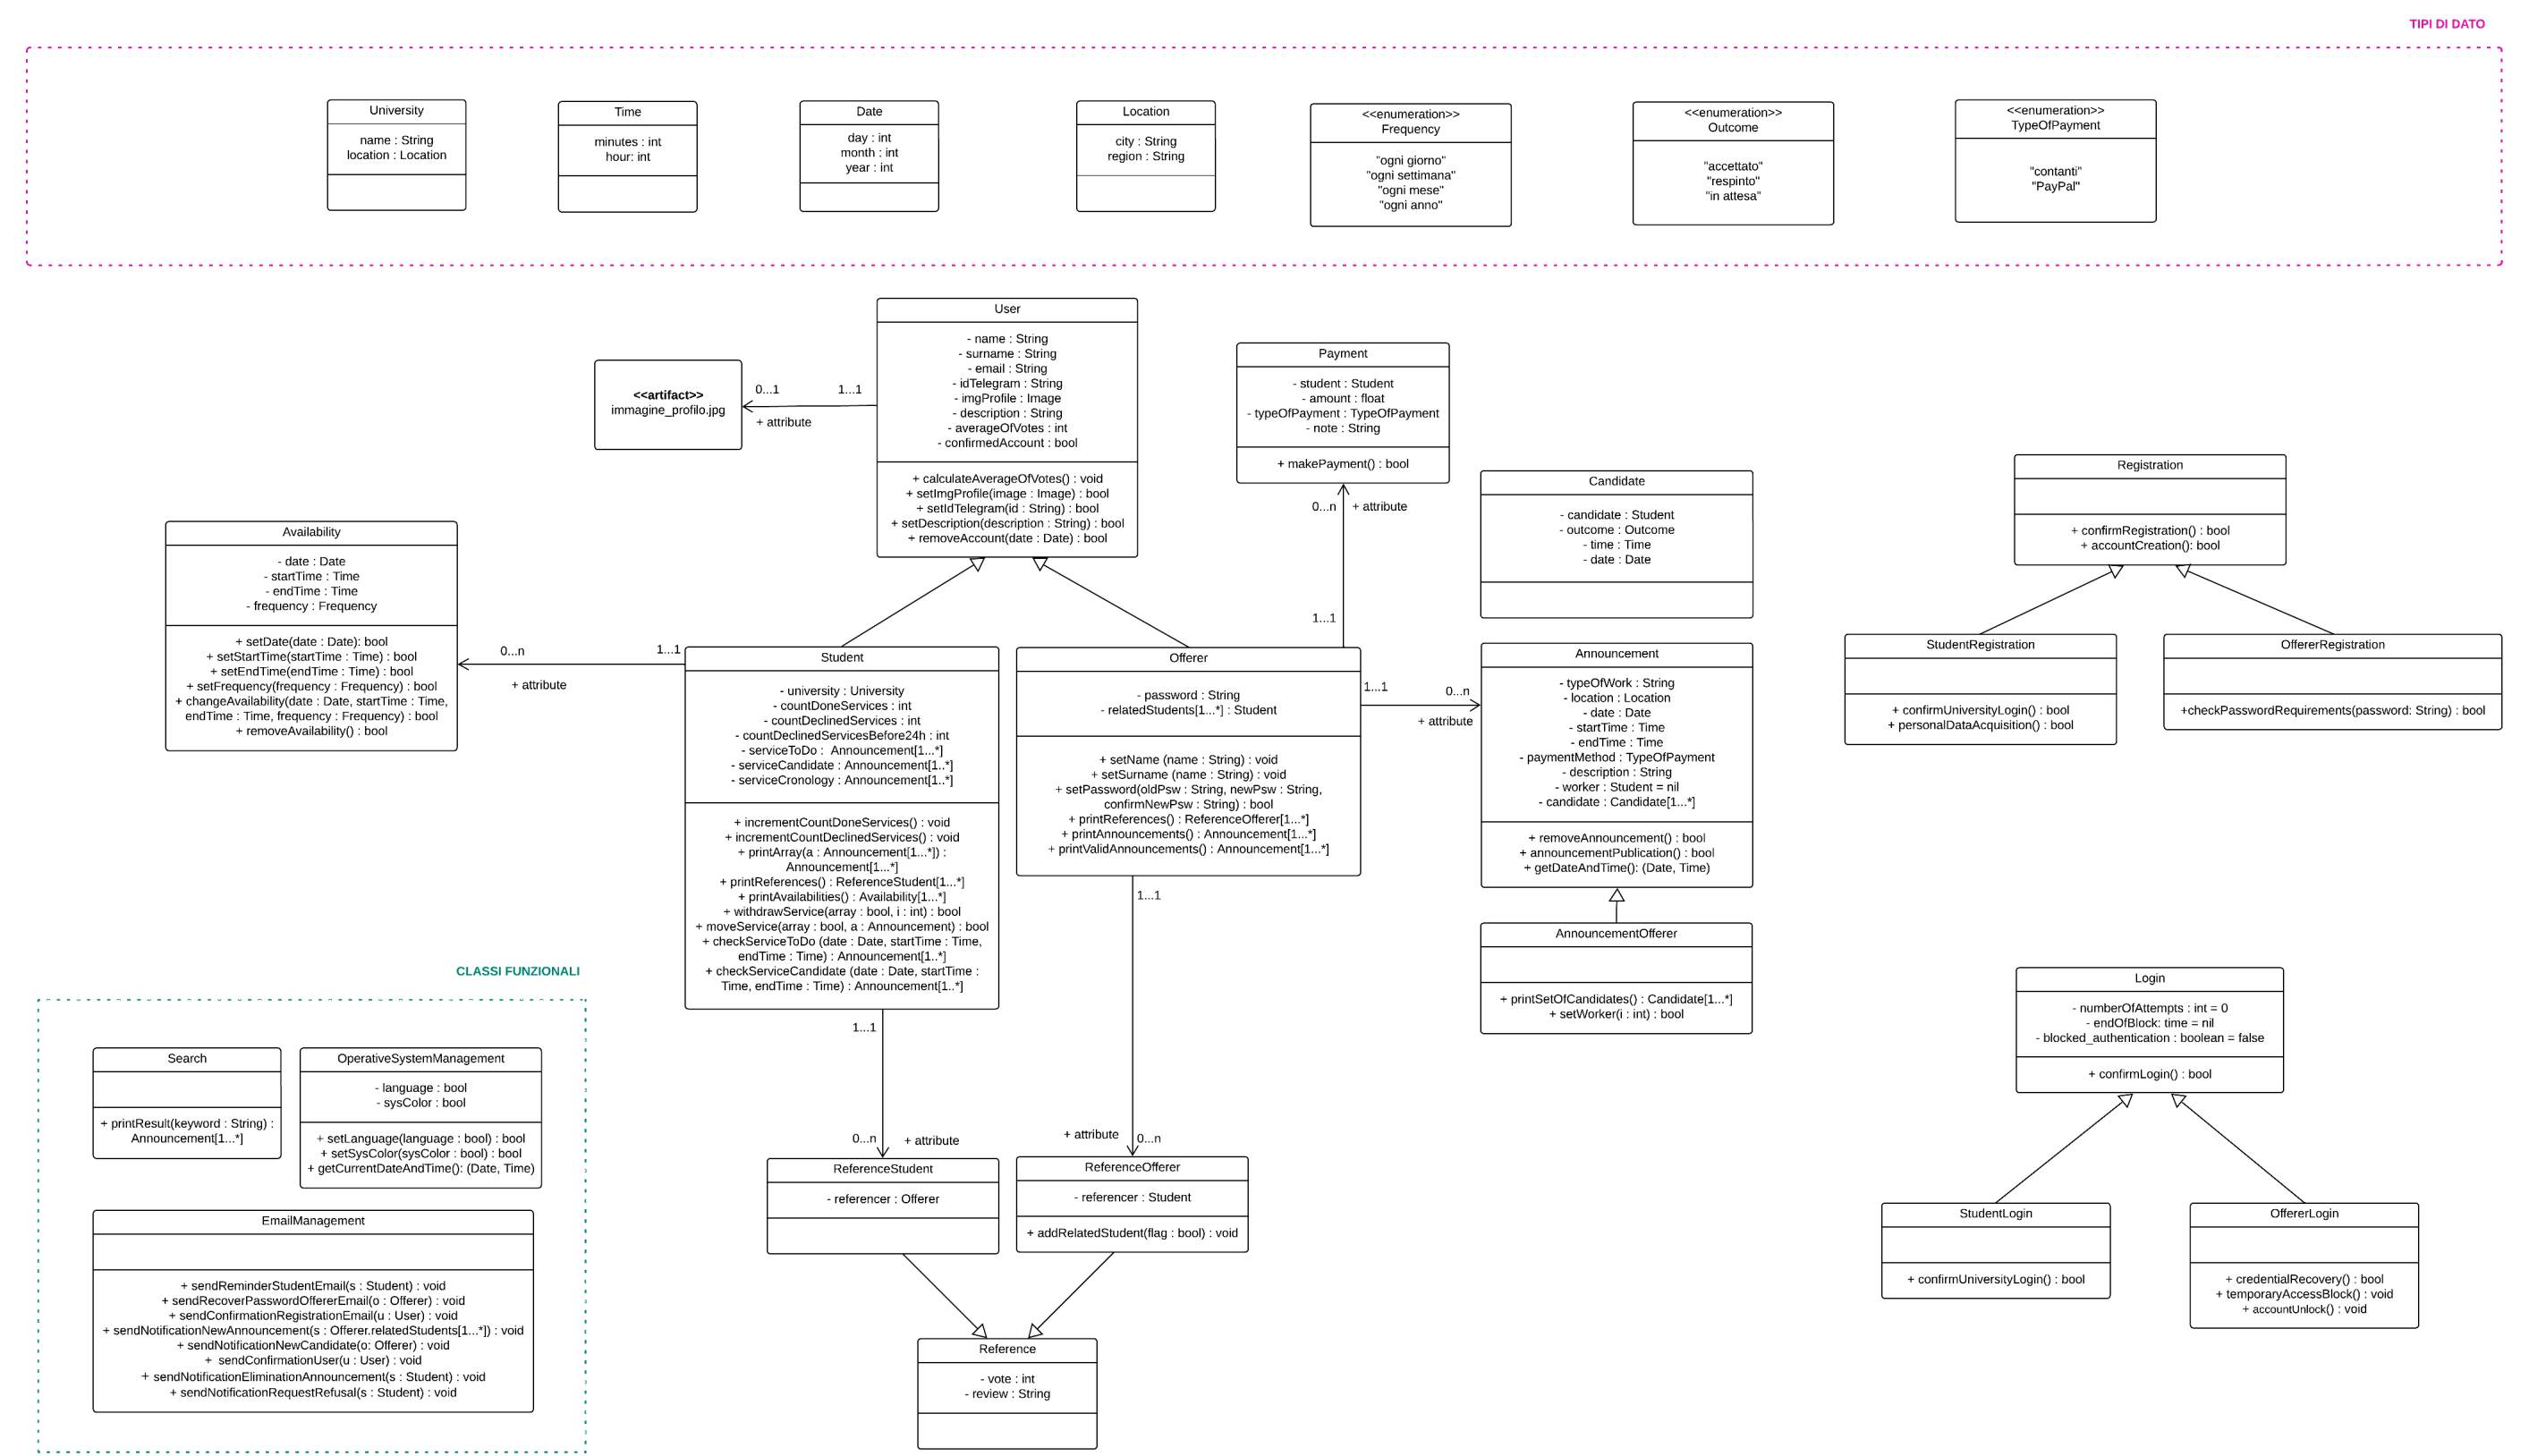 TIPI DI DATO
University
name : String
location : Location
Time
minutes : int
hour: int
Date
day : int
month : int
year : int
Location
city : String
region : String
<<enumeration>>
Frequency
"ogni giorno"
"ogni settimana"
"ogni mese"
"ogni anno"
<<enumeration>>
Outcome
"accettato"
"respinto"
"in attesa"
<<enumeration>>
TypeOfPayment
"contanti"
"PayPal"
User
- name : String
- surname : String
- email : String
- idTelegram : String
- imgProfile : Image
- description : String
- averageOfVotes : int
- confirmedAccount : bool
+ calculateAverageOfVotes() : void
+ setImgProfile(image : Image) : bool
+ setIdTelegram(id : String) : bool
+ setDescription(description : String) : bool
+ removeAccount(date : Date) : bool
<<artifact>>
immagine_profilo.jpg
0...1
1...1
+ attribute
Payment
- student : Student
- amount : float
- typeOfPayment : TypeOfPayment
- note : String
+ makePayment() : bool
0...n
+ attribute
1...1
Candidate
- candidate : Student
- outcome : Outcome
- time : Time
- date : Date
Registration
+ confirmRegistration() : bool
+ accountCreation(): bool
Availability
- date : Date
- startTime : Time
- endTime : Time
- frequency : Frequency
+ setDate(date : Date): bool
+ setStartTime(startTime : Time) : bool
+ setEndTime(endTime : Time) : bool
+ setFrequency(frequency : Frequency) : bool
+ changeAvailability(date : Date, startTime : Time,
endTime : Time, frequency : Frequency) : bool
+ removeAvailability() : bool
0...n
1...1
+ attribute
Student
- university : University
- countDoneServices : int
- countDeclinedServices : int
- countDeclinedServicesBefore24h : int
- serviceToDo :  Announcement[1...*]
- serviceCandidate : Announcement[1..*]
- serviceCronology : Announcement[1..*]
+ incrementCountDoneServices() : void
+ incrementCountDeclinedServices() : void
+ printArray(a : Announcement[1...*]) :
Announcement[1...*]
+ printReferences() : ReferenceStudent[1...*]
+ printAvailabilities() : Availability[1...*]
+ withdrawService(array : bool, i : int) : bool
+ moveService(array : bool, a : Announcement) : bool
+ checkServiceToDo (date : Date, startTime : Time,
endTime : Time) : Announcement[1..*]
+ checkServiceCandidate (date : Date, startTime :
Time, endTime : Time) : Announcement[1..*]
Offerer
- password : String
- relatedStudents[1...*] : Student
+ setName (name : String) : void
+ setSurname (name : String) : void
+ setPassword(oldPsw : String, newPsw : String,
confirmNewPsw : String) : bool
+ printReferences() : ReferenceOfferer[1...*]
+ printAnnouncements() : Announcement[1...*]
+ printValidAnnouncements() : Announcement[1...*]
1...1
0...n
+ attribute
Announcement
- typeOfWork : String
- location : Location
- date : Date
- startTime : Time
- endTime : Time
- paymentMethod : TypeOfPayment
- description : String
- worker : Student = nil
- candidate : Candidate[1...*]
+ removeAnnouncement() : bool
+ announcementPublication() : bool
+ getDateAndTime(): (Date, Time)
StudentRegistration
+ confirmUniversityLogin() : bool
+ personalDataAcquisition() : bool
OffererRegistration
+checkPasswordRequirements(password: String) : bool
1...1
AnnouncementOfferer
+ printSetOfCandidates() : Candidate[1...*]
+ setWorker(i : int) : bool
CLASSI FUNZIONALI
Search
+ printResult(keyword : String) :
Announcement[1...*]
OperativeSystemManagement
- language : bool
- sysColor : bool
+ setLanguage(language : bool) : bool
+ setSysColor(sysColor : bool) : bool
+ getCurrentDateAndTime(): (Date, Time)
EmailManagement
+ sendReminderStudentEmail(s : Student) : void
+ sendRecoverPasswordOffererEmail(o : Offerer) : void
+ sendConfirmationRegistrationEmail(u : User) : void
+ sendNotificationNewAnnouncement(s : Offerer.relatedStudents[1...*]) : void
+ sendNotificationNewCandidate(o: Offerer) : void
+  sendConfirmationUser(u : User) : void
+ sendNotificationEliminationAnnouncement(s : Student) : void
+ sendNotificationRequestRefusal(s : Student) : void
1...1
0...n
+ attribute
+ attribute
0...n
ReferenceStudent
- referencer : Offerer
ReferenceOfferer
- referencer : Student
+ addRelatedStudent(flag : bool) : void
Reference
- vote : int
- review : String
Login
- numberOfAttempts : int = 0
- endOfBlock: time = nil
- blocked_authentication : boolean = false
+ confirmLogin() : bool
StudentLogin
+ confirmUniversityLogin() : bool
OffererLogin
+ credentialRecovery() : bool
+ temporaryAccessBlock() : void
+ accountUnlock() : void